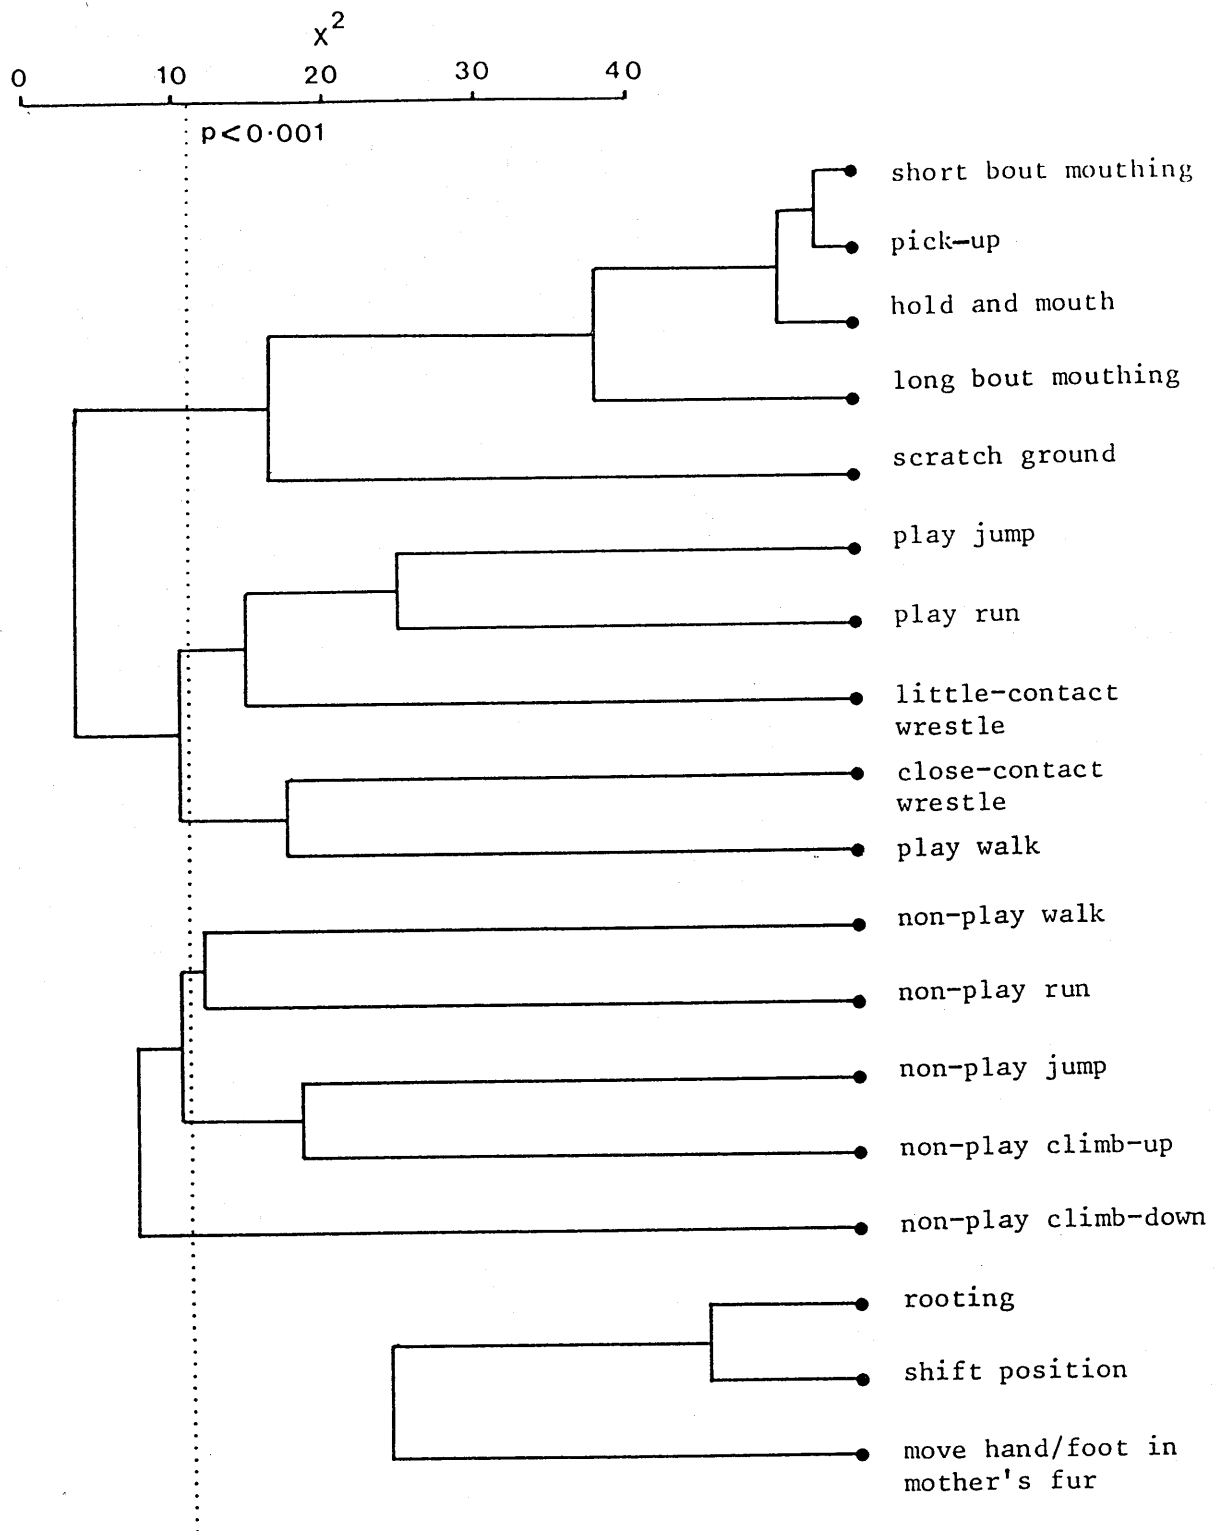 X²
0 10 20 30 40
p<0·001
short bout mouthing
pick-up
hold and mouth
long bout mouthing
scratch ground
play jump
play run
little-contact
wrestle
close-contact
wrestle
play walk
non-play walk
non-play run
non-play jump
non-play climb-up
non-play climb-down
rooting
shift position
move hand/foot in
mother's fur